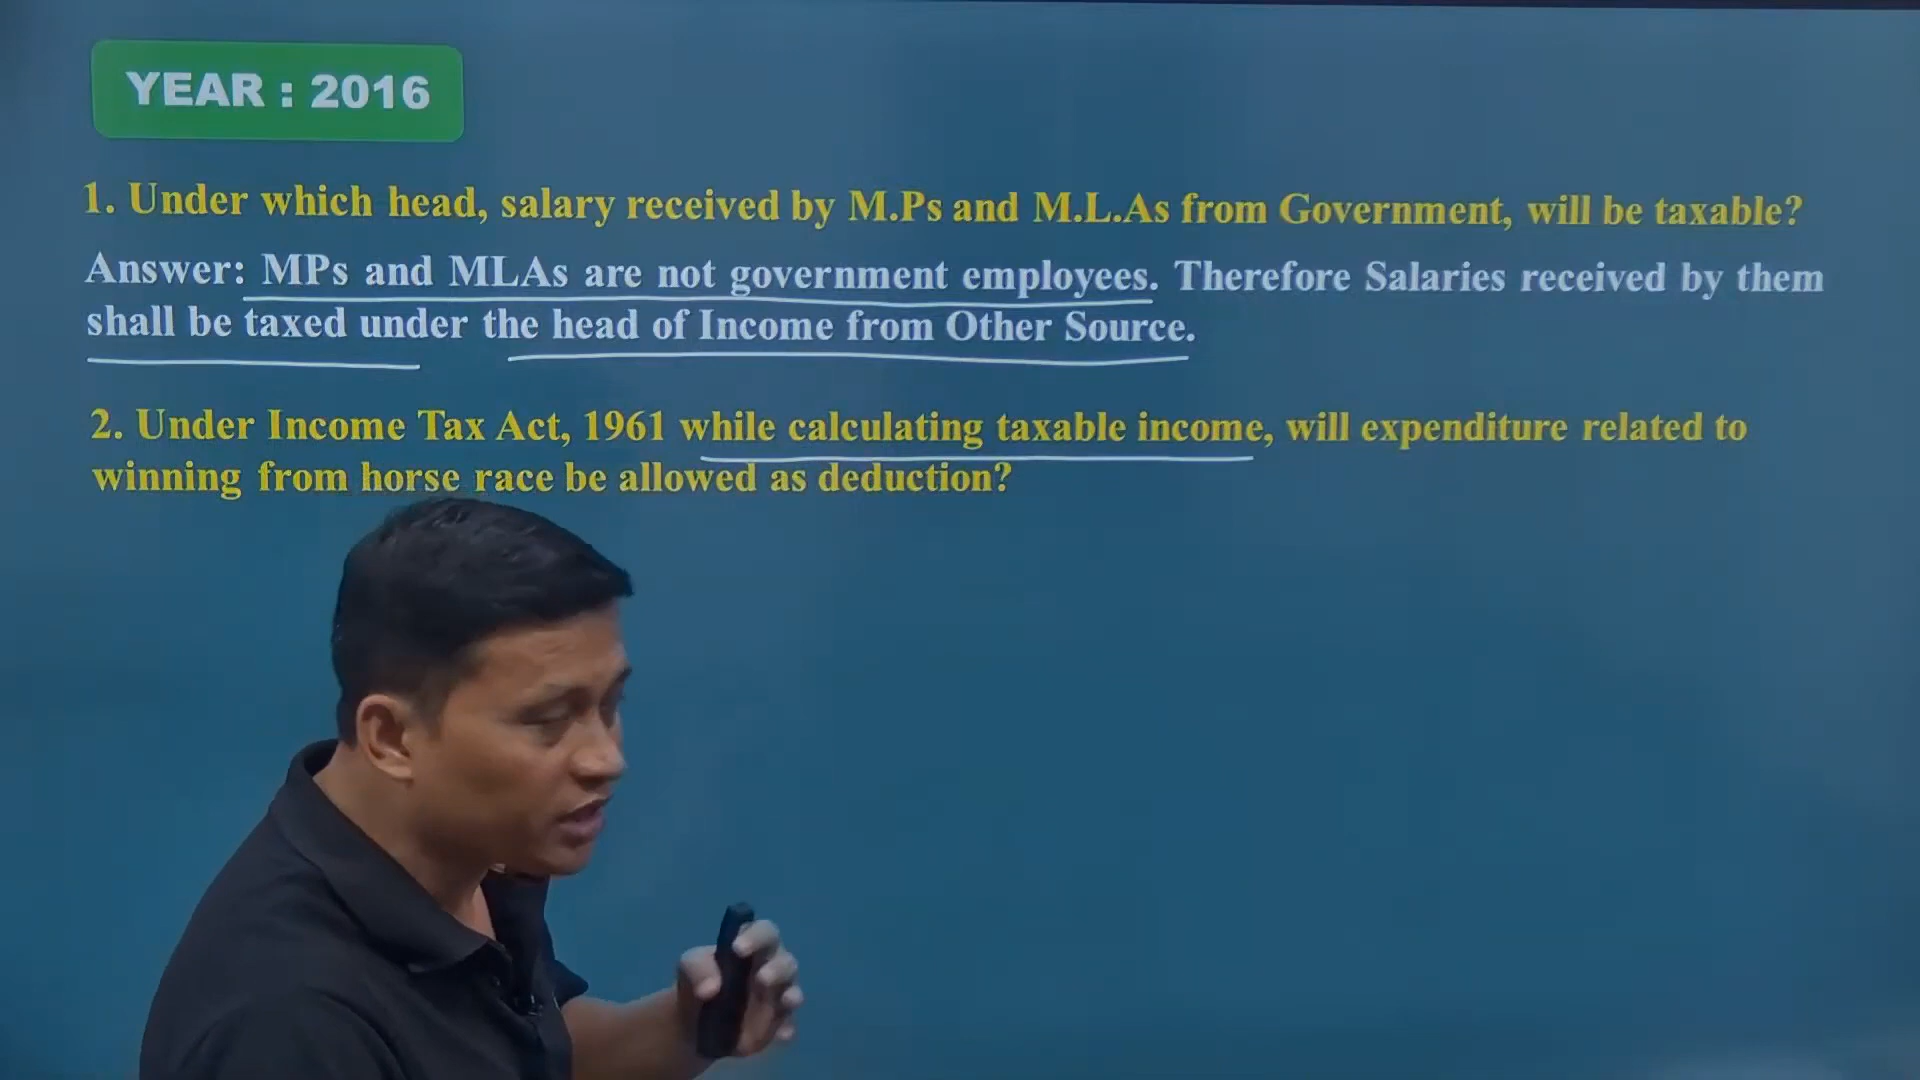 YEAR : 2016
1. Under which head, salary received by M.Ps and M.L.As from Government, will be taxable?
Answer: MPs and MLAs are not government employees. Therefore Salaries received by them
shall be taxed under the head of Income from Other Source.
2. Under Income Tax Act, 1961 while calculating taxable income, will expenditure related to
winning from horse race be allowed as deduction?